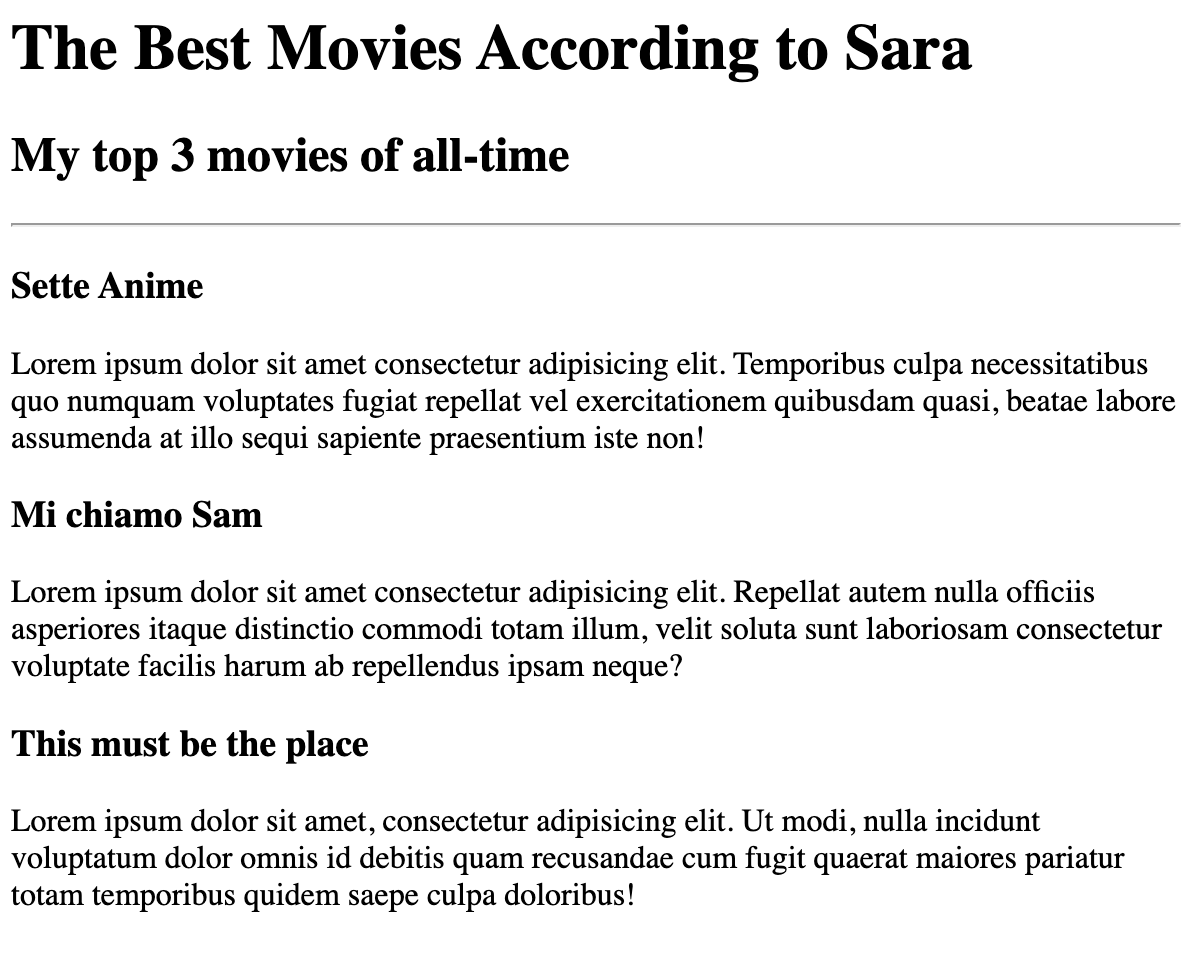 The Best Movies According to Sara
My top 3 movies of all-time
Sette Anime
Lorem ipsum dolor sit amet consectetur adipisicing elit. Temporibus culpa necessitatibus
quo numquam voluptates fugiat repellat vel exercitationem quibusdam quasi, beatae labore
assumenda at illo sequi sapiente praesentium iste non!
Mi chiamo Sam
Lorem ipsum dolor sit amet consectetur adipisicing elit. Repellat autem nulla officiis
asperiores itaque distinctio commodi totam illum, velit soluta sunt laboriosam consectetur
voluptate facilis harum ab repellendus ipsam neque?
This must be the place
Lorem ipsum dolor sit amet, consectetur adipisicing elit. Ut modi, nulla incidunt
voluptatum dolor omnis id debitis quam recusandae cum fugit quaerat maiores pariatur
totam temporibus quidem saepe culpa doloribus!